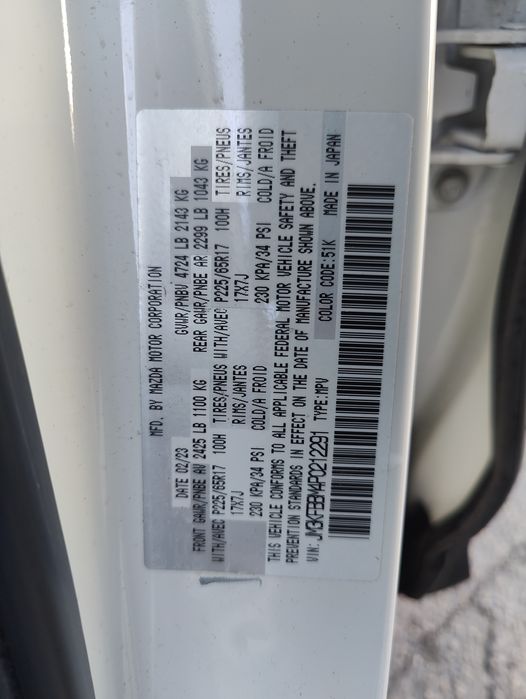 MFD. BY MAZDA MOTOR CORPORATION
DATE 02/23 GVWR/PNBV 4724 LB 2143 KG
FRONT GAWR/PNBE AV 2425 LB 1100 KG REAR GAWR/PNBE AR 2299 LB 1043 KG
WITH/AVEC P225/65R17 100H TIRES/PNEUS WITH/AVEC P225/65R17 100H TIRES/PNEUS
17X7J RIMS/JANTES 17X7J RIMS/JANTES
230 KPA/34 PSI COLD/A FROID 230 KPA/34 PSI COLD/A FROID
THIS VEHICLE CONFORMS TO ALL APPLICABLE FEDERAL MOTOR VEHICLE SAFETY AND THEFT
PREVENTION STANDARDS IN EFFECT ON THE DATE OF MANUFACTURE SHOWN ABOVE.
VIN: JM3KFBBM4P0212291 TYPE:MPV COLOR CODE:51K MADE IN JAPAN